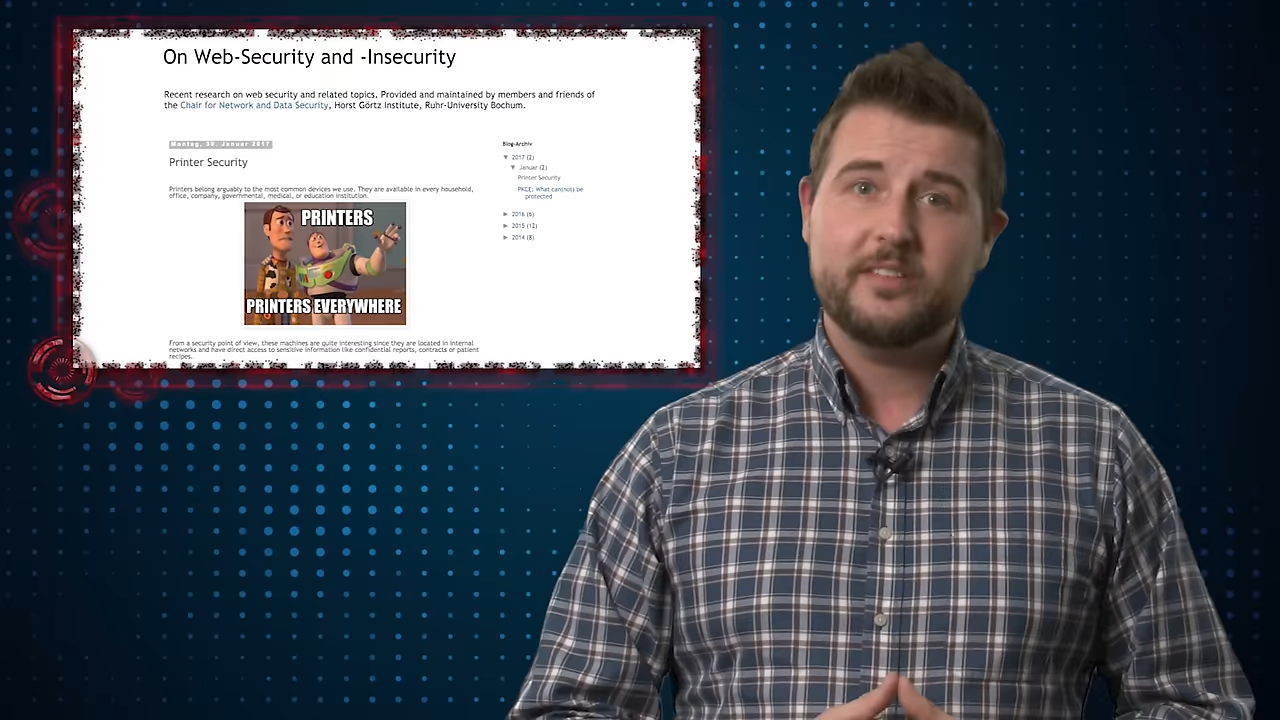 On Web-Security and -Insecurity
Recent research on web security and related topics. Provided and maintained by members and friends of
the Chair for Network and Data Security, Horst Görtz Institute, Ruhr-University Bochum.
Montag, 30. Januar 2017
Printer Security
Printers belong arguably to the most common devices we use. They are available in every household,
office, company, governmental, medical, or education institution.
PRINTERS
PRINTERS EVERYWHERE
From a security point of view, these machines are quite interesting since they are located in internal
networks and have direct access to sensitive information like confidential reports, contracts or patient
recipes.
Blog-Archiv
▼ 2017 (2)
▼ Januar (2)
Printer Security
PKCE: What can(not) be
protected
► 2016 (6)
► 2015 (12)
► 2014 (8)